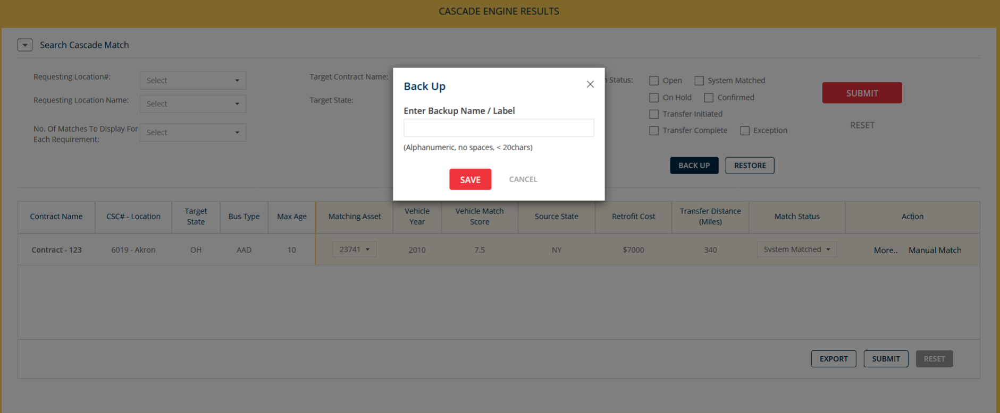 CASCADE ENGINE RESULTS
Search Cascade Match
Requesting Location#:
Select
Requesting Location Name:
Select
No. Of Matches To Display For
Each Requirement:
Select
Target Contract Name:
Target State:
Status:
Open
System Matched
On Hold
Confirmed
Transfer Initiated
Transfer Complete
Exception
SUBMIT
RESET
BACK UP
RESTORE
Back Up
Enter Backup Name / Label
(Alphanumeric, no spaces, < 20chars)
SAVE
CANCEL
Contract Name
CSC# - Location
Target
State
Bus Type
Max Age
Matching Asset
Vehicle
Year
Vehicle Match
Score
Source State
Retrofit Cost
Transfer Distance
(Miles)
Match Status
Action
Contract - 123
6019 - Akron
OH
AAD
10
23741
2010
7.5
NY
$7000
340
System Matched
More..
Manual Match
EXPORT
SUBMIT
RESET